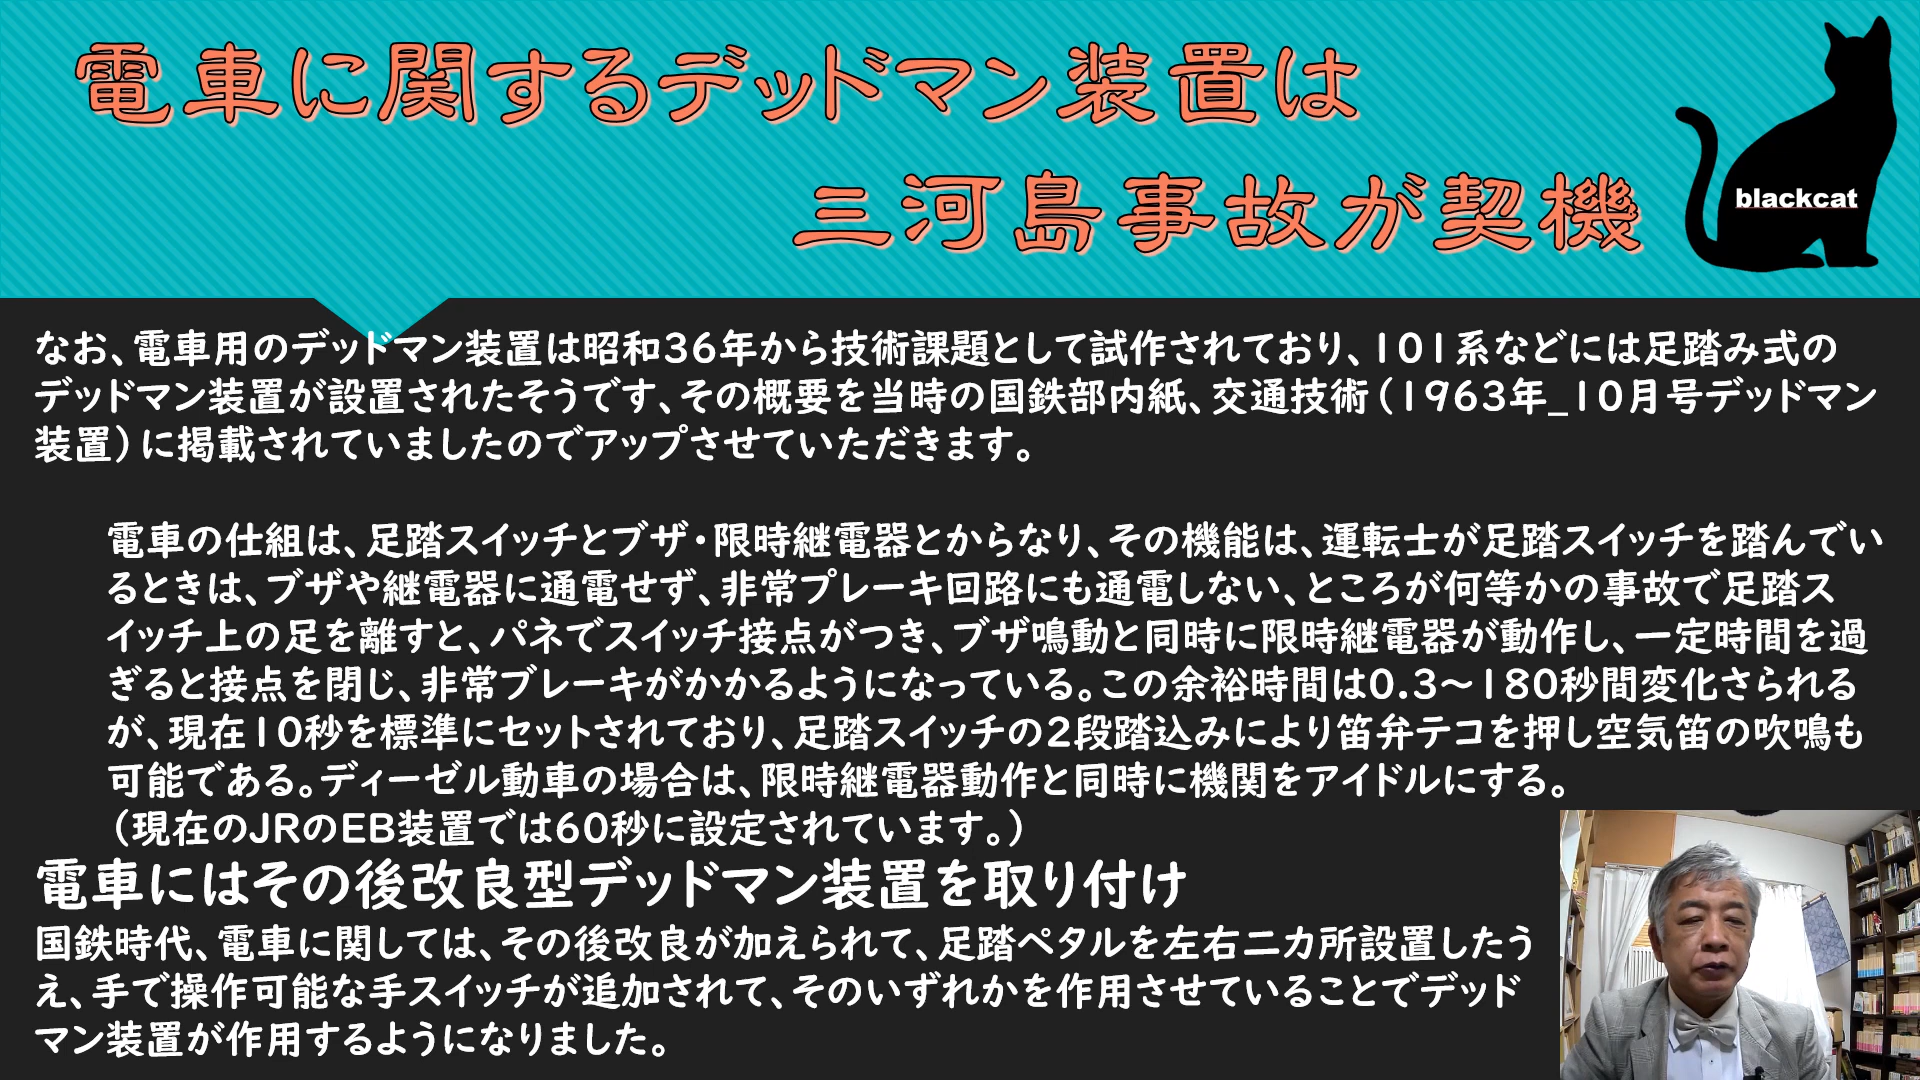 電車に関するデッドマン装置は
三河島事故が契機
blackcat
なお、電車用のデッドマン装置は昭和36年から技術課題として試作されており、101系などには足踏み式の
デッドマン装置が設置されたそうです、その概要を当時の国鉄部内紙、交通技術（1963年_10月号デッドマン
装置）に掲載されていましたのでアップさせていただきます。
電車の仕組は、足踏スイッチとブザ・限時継電器とからなり、その機能は、運転士が足踏スイッチを踏んでい
るときは、ブザや継電器に通電せず、非常プレーキ回路にも通電しない、ところが何等かの事故で足踏ス
イッチ上の足を離すと、パネでスイッチ接点がつき、ブザ鳴動と同時に限時継電器が動作し、一定時間を過
ぎると接点を閉じ、非常ブレーキがかかるようになっている。この余裕時間は0.3〜180秒間変化さられる
が、現在10秒を標準にセットされており、足踏スイッチの2段踏込みにより笛弁テコを押し空気笛の吹鳴も
可能である。ディーゼル動車の場合は、限時継電器動作と同時に機関をアイドルにする。
（現在のJRのEB装置では60秒に設定されています。）
電車にはその後改良型デッドマン装置を取り付け
国鉄時代、電車に関しては、その後改良が加えられて、足踏ペタルを左右二カ所設置したう
え、手で操作可能な手スイッチが追加されて、そのいずれかを作用させていることでデッド
マン装置が作用するようになりました。